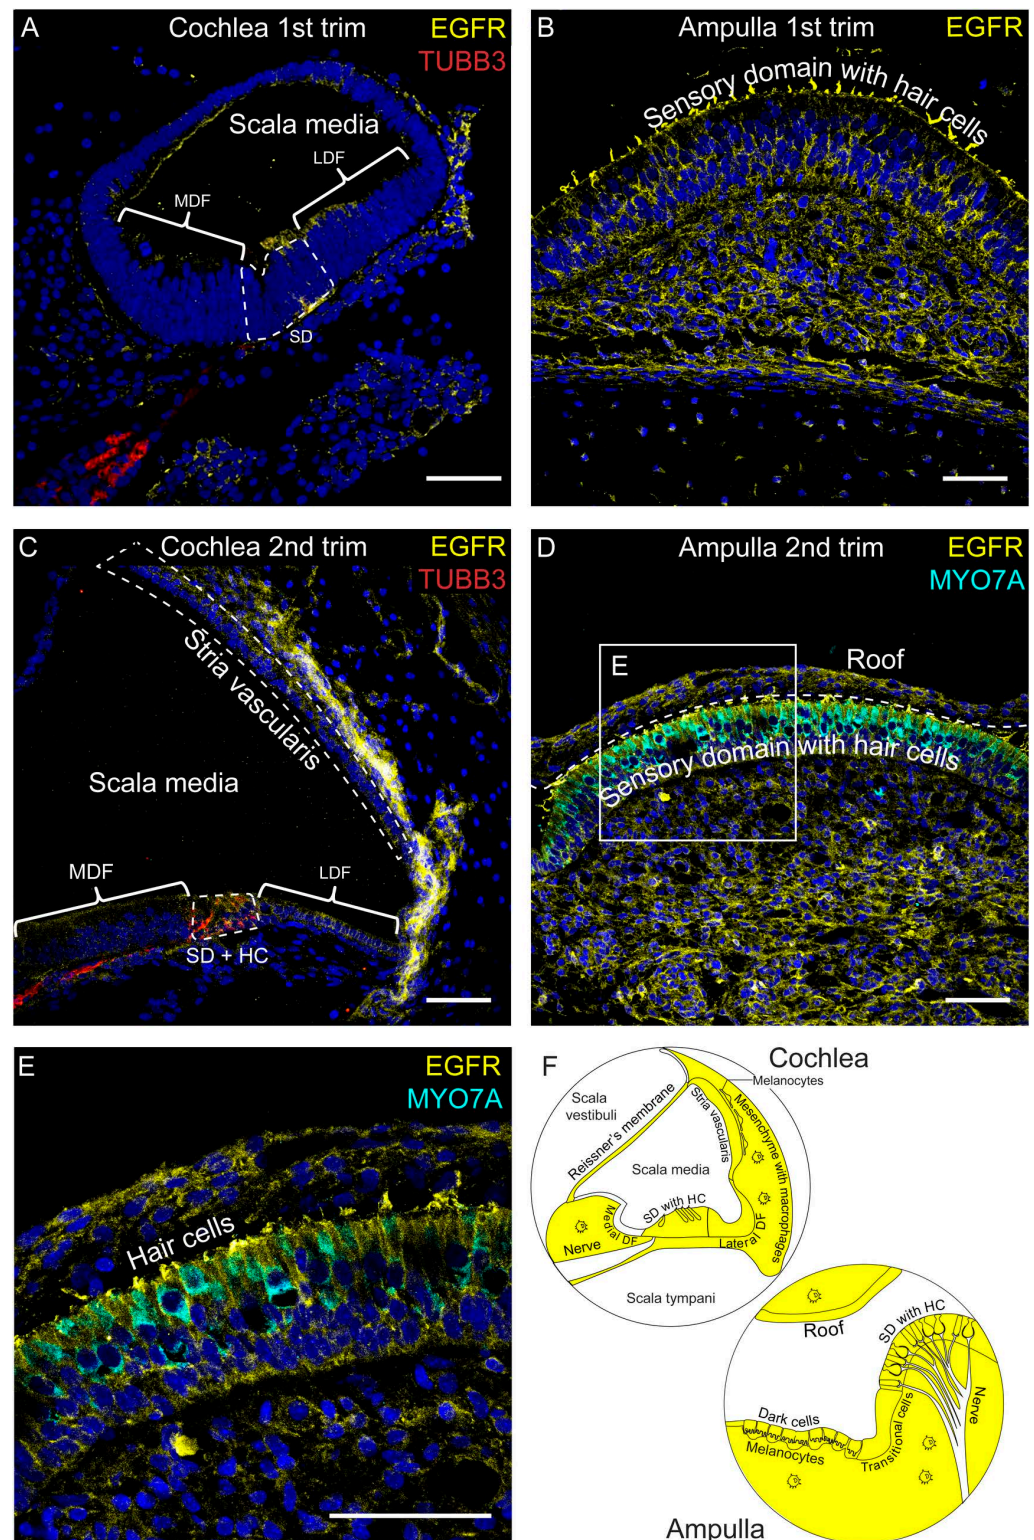 A
Cochlea 1st trim
EGFR
TUBB3
Scala media
LDF
MDF
SD
B
Ampulla 1st trim
EGFR
Sensory domain with hair cells
C
Cochlea 2nd trim
EGFR
TUBB3
Stria vascularis
Scala media
MDF
LDF
SD + HC
D
Ampulla 2nd trim
EGFR
MYO7A
E
Roof
Sensory domain with hair cells
E
EGFR
MYO7A
Hair cells
F
Cochlea
Melanocytes
Scala
vestibuli
Reissner's membrane
Stria vascularis
Mesenchyme with macrophages
Scala media
SD with HC
Medial DF
Lateral DF
Nerve
Scala tympani
Roof
SD with HC
Nerve
Dark cells
Melanocytes
Transitional cells
Ampulla